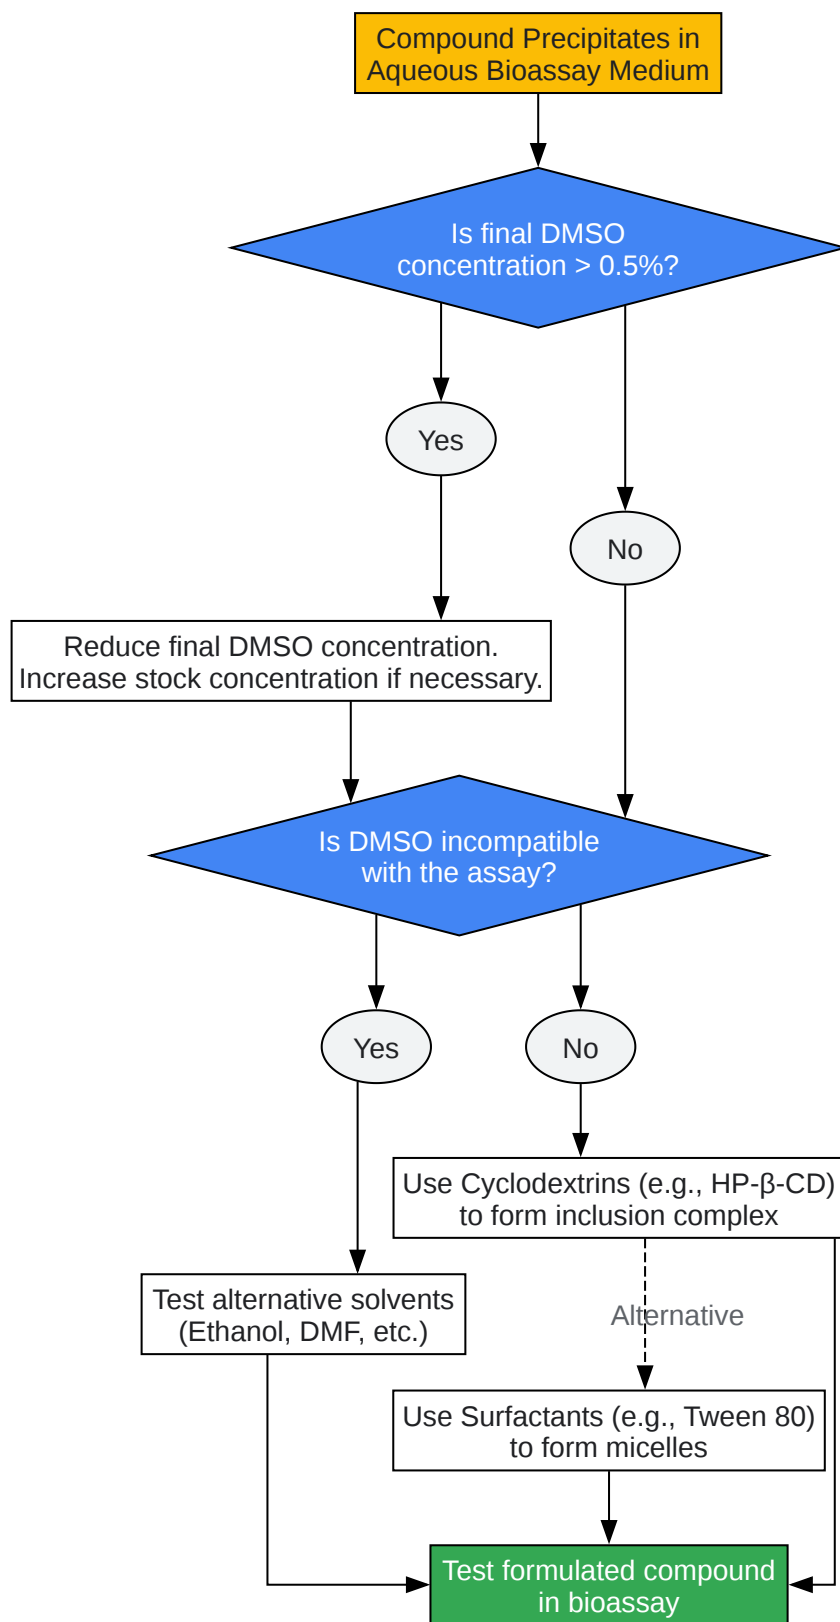 Compound Precipitates in
Aqueous Bioassay Medium
Is final DMSO
concentration > 0.5%?
Yes
No
Reduce final DMSO concentration.
Increase stock concentration if necessary.
Is DMSO incompatible
with the assay?
Yes
No
Use Cyclodextrins (e.g., HP-β-CD)
to form inclusion complex
Test alternative solvents
(Ethanol, DMF, etc.)
Alternative
Use Surfactants (e.g., Tween 80)
to form micelles
Test formulated compound
in bioassay